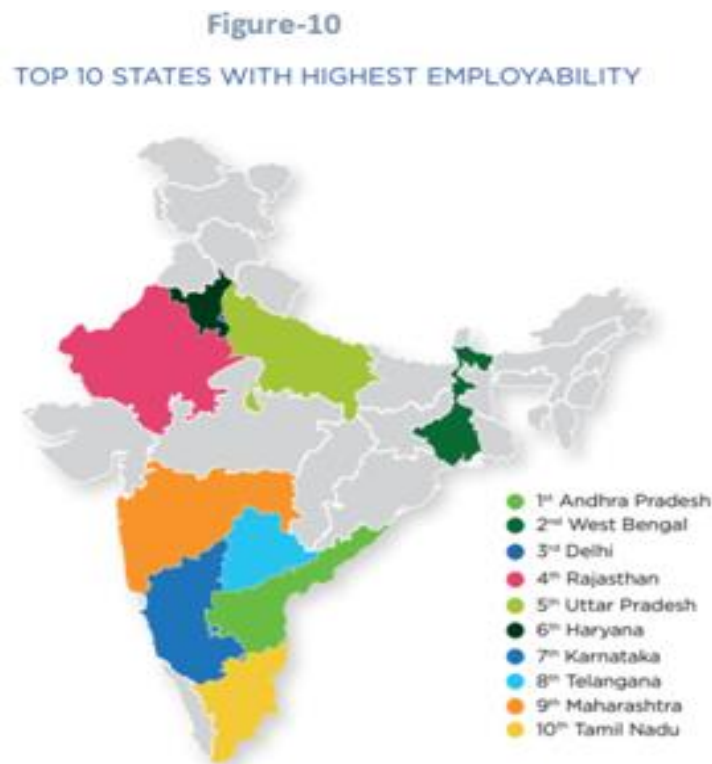 Figure-10
TOP 10 STATES WITH HIGHEST EMPLOYABILITY
1st Andhra Pradesh
2nd West Bengal
3rd Delhi
4th Rajasthan
5th Uttar Pradesh
6th Haryana
7th Karnataka
8th Telangana
9th Maharashtra
10th Tamil Nadu